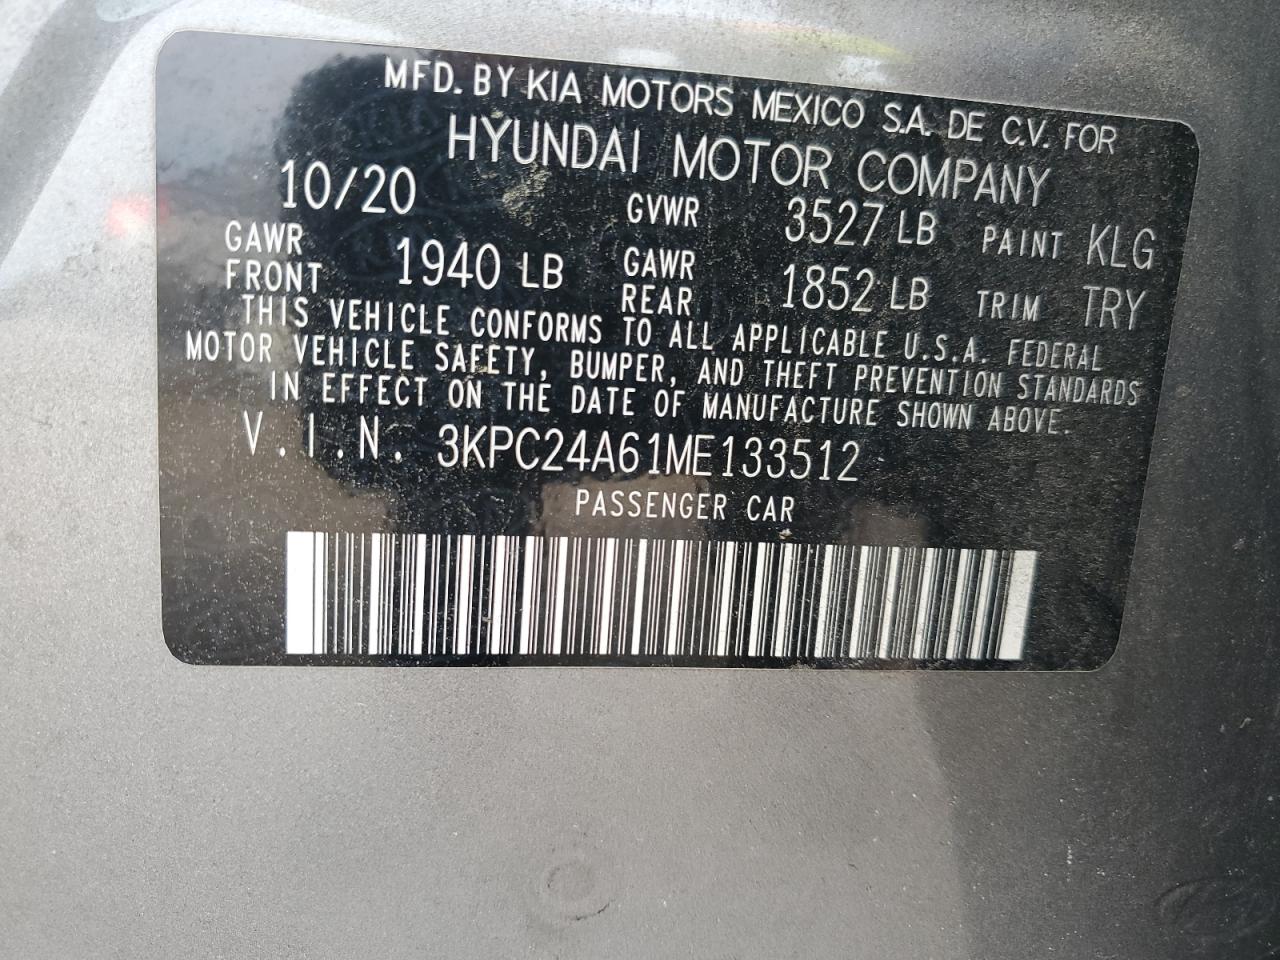 MFD. BY KIA MOTORS MEXICO S.A. DE C.V. FOR
HYUNDAI MOTOR COMPANY
10/20 GVWR 3527 LB PAINT KLG
GAWR FRONT 1940 LB GAWR REAR 1852 LB TRIM TRY
THIS VEHICLE CONFORMS TO ALL APPLICABLE U.S.A. FEDERAL
MOTOR VEHICLE SAFETY, BUMPER, AND THEFT PREVENTION STANDARDS
IN EFFECT ON THE DATE OF MANUFACTURE SHOWN ABOVE.
V.I.N. 3KPC24A61ME133512
PASSENGER CAR